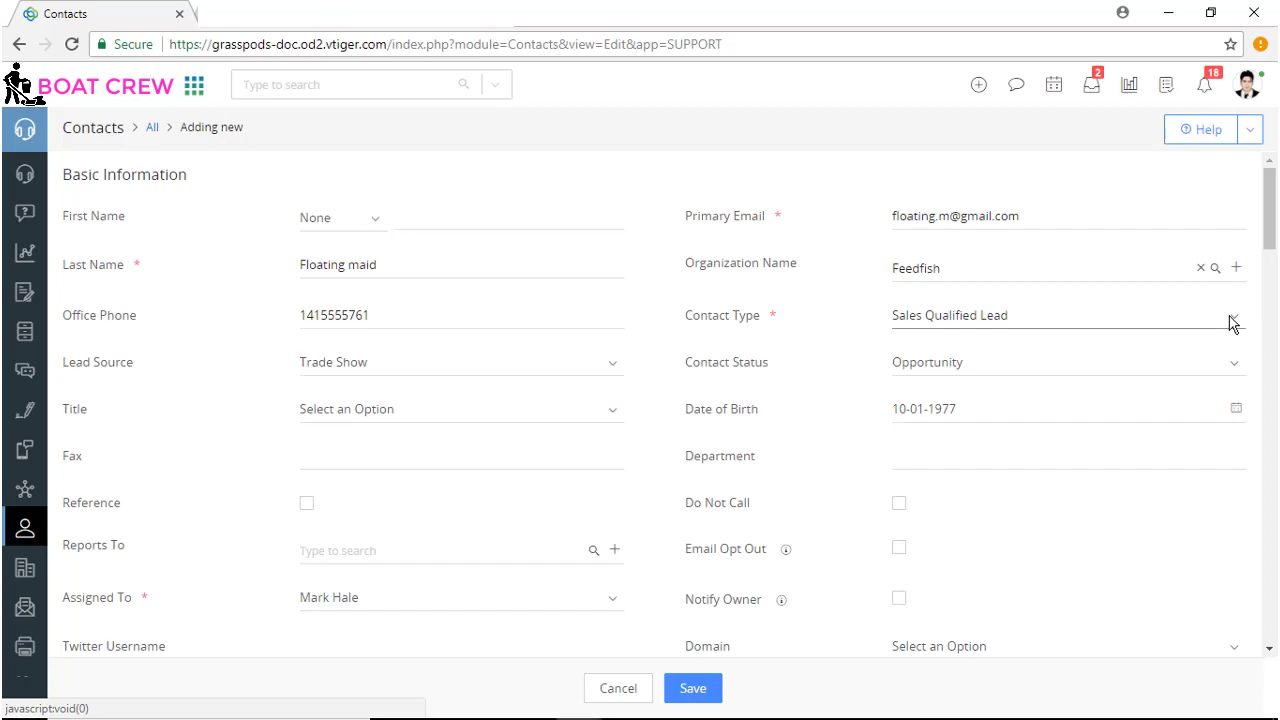 Contacts
Secure https://grasspods-doc.od2.vtiger.com/index.php?module=Contacts&view=Edit&app=SUPPORT
BOAT CREW Type to search 2 18
Contacts > All > Adding new Help
Basic Information
First Name None Primary Email * floating.m@gmail.com
Last Name * Floating maid Organization Name Feedfish
Office Phone 1415555761 Contact Type * Sales Qualified Lead
Lead Source Trade Show Contact Status Opportunity
Title Select an Option Date of Birth 10-01-1977
Fax Department
Reference Do Not Call
Reports To Type to search Email Opt Out
Assigned To * Mark Hale Notify Owner
Twitter Username Domain Select an Option
Cancel Save
javascript:void(0)